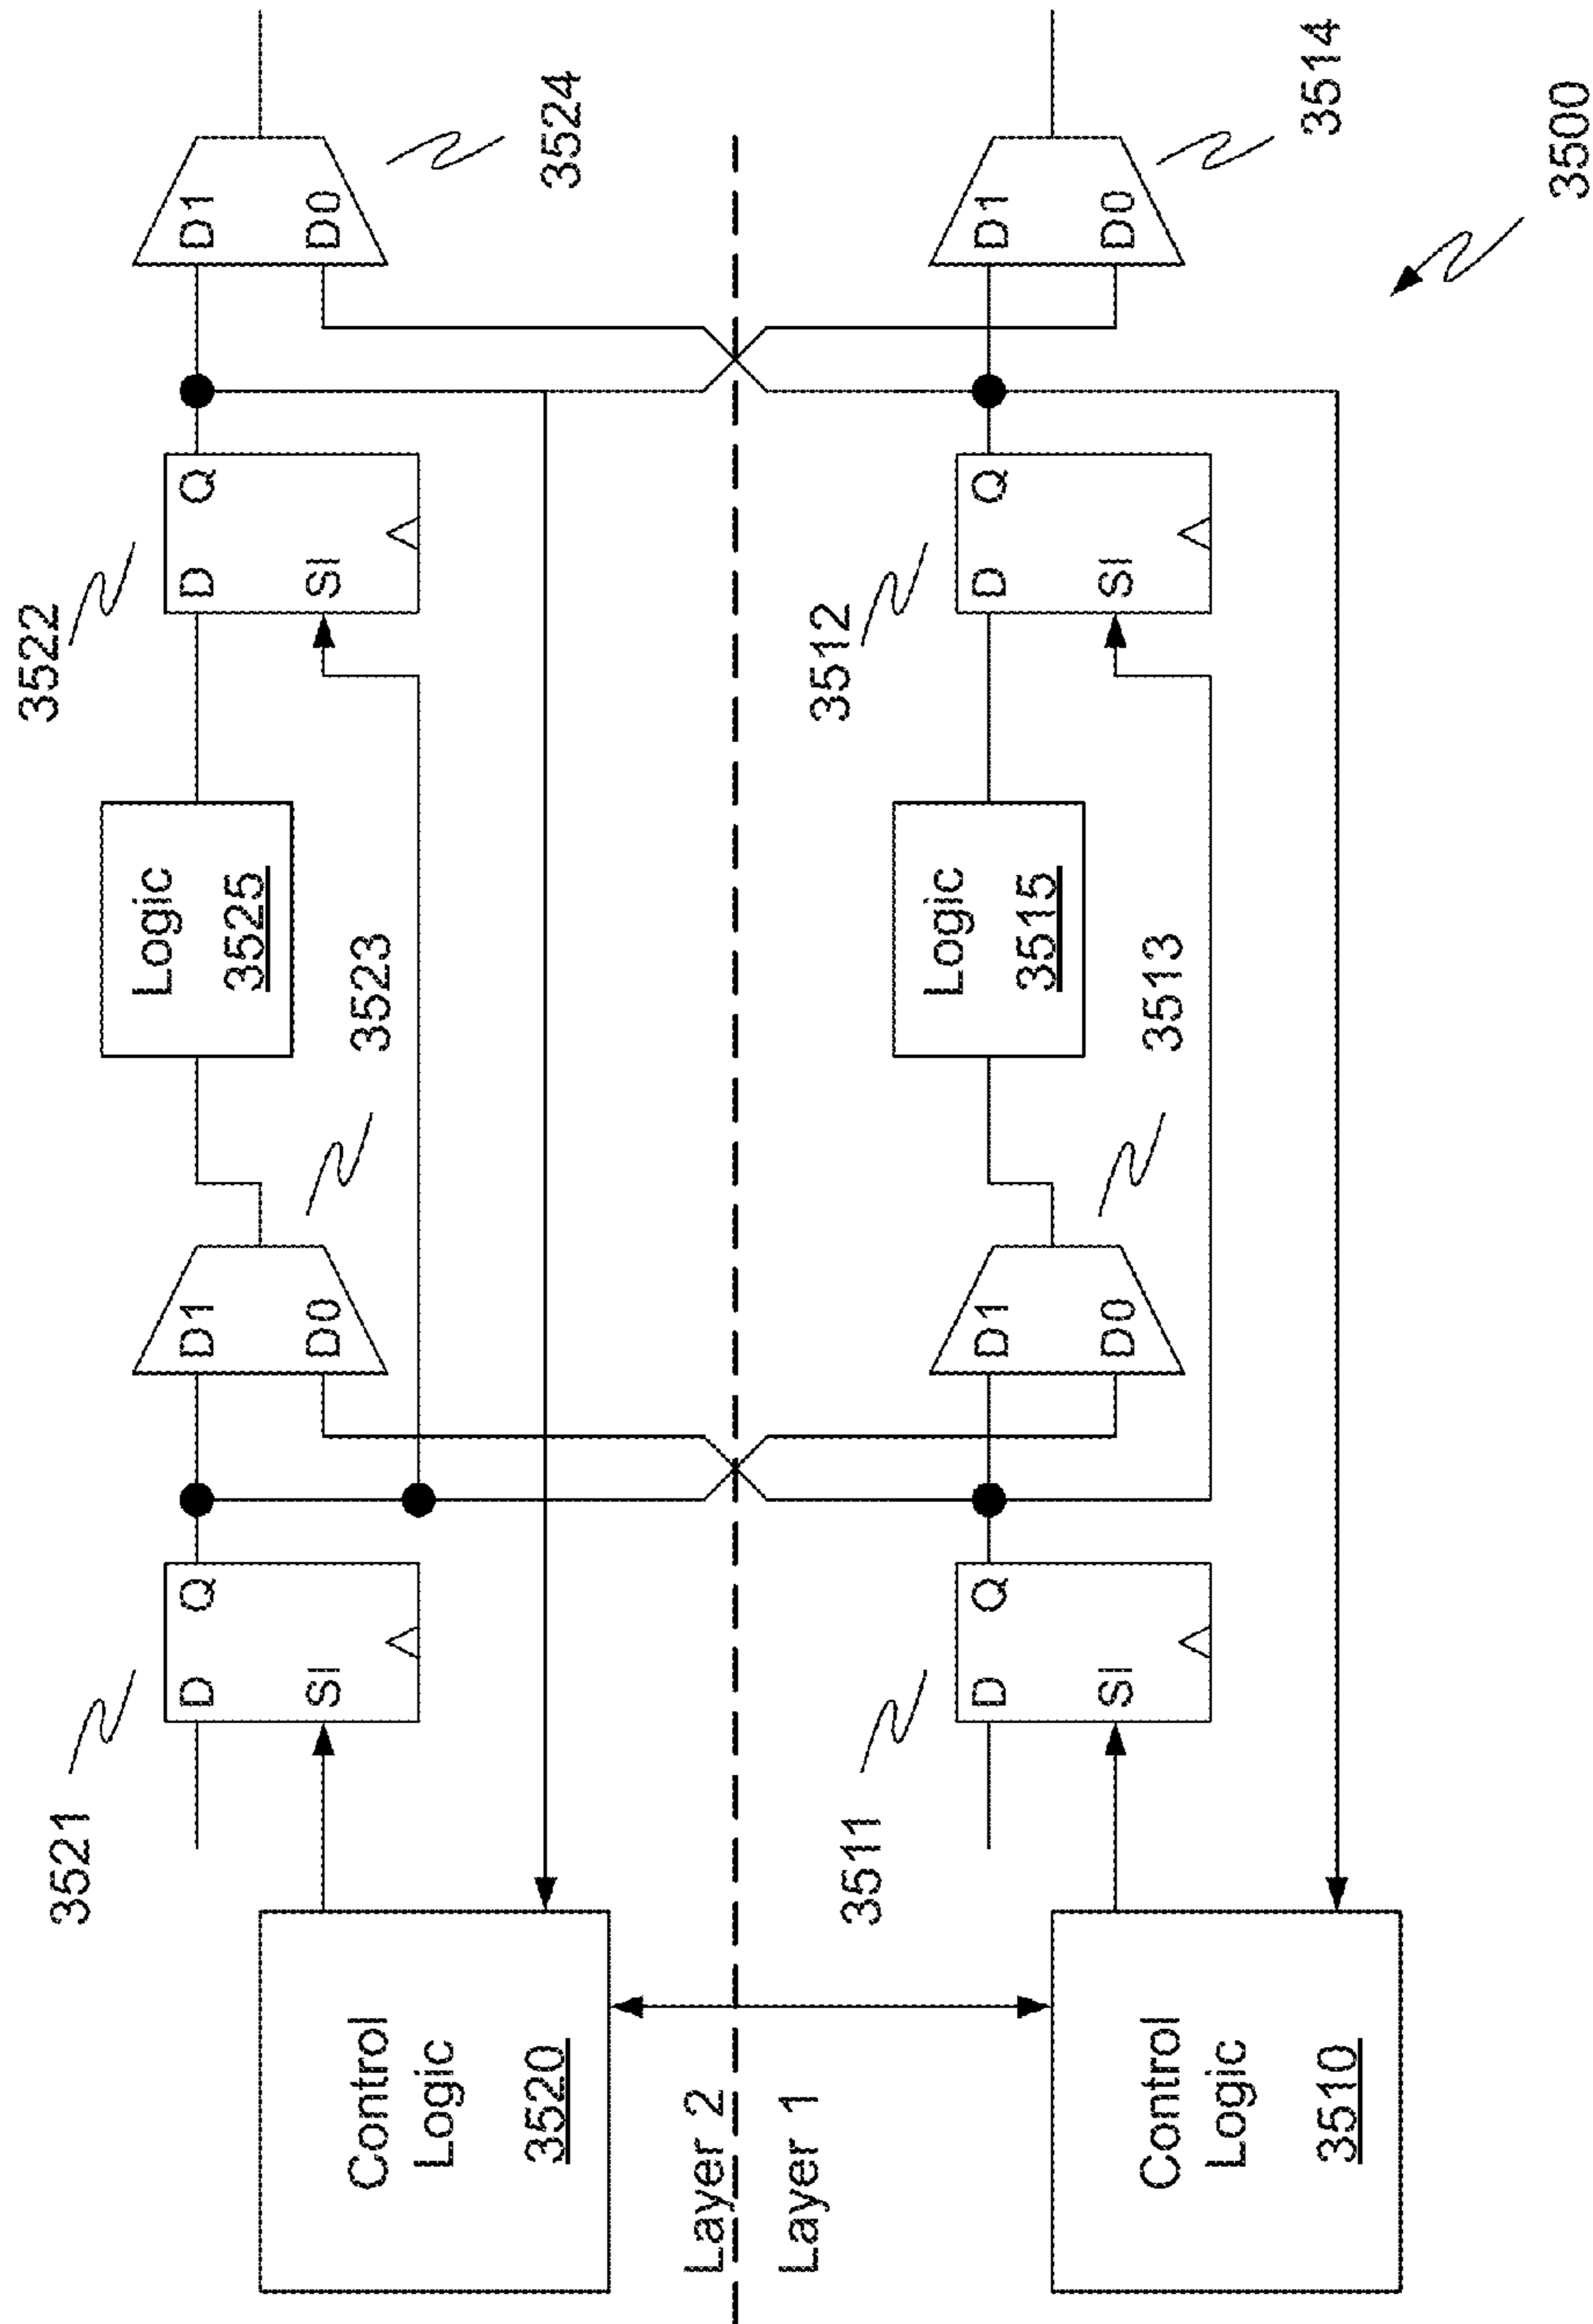 3521
3522
D
Q
SI
D1
D0
3523
Logic
3525
D
Q
SI
D1
D0
3524
Control
Logic
3520
Layer 2
Layer 1
3511
3512
D
Q
SI
D1
D0
3513
Logic
3515
D
Q
SI
D1
D0
3514
Control
Logic
3510
3500